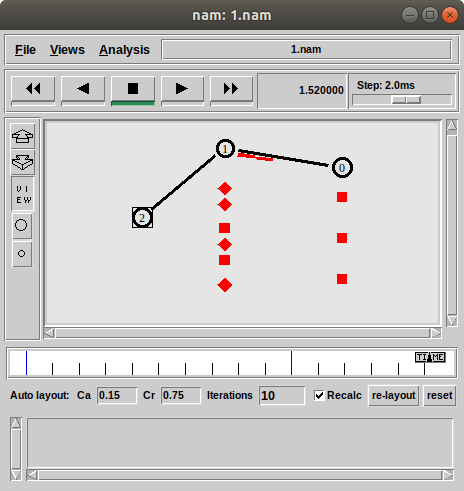 nam: 1.nam
File Views Analysis 1.nam
1.520000 Step: 2.0ms
VIEW
1
0
2
TIME
Auto layout: Ca 0.15 Cr 0.75 Iterations 10 Recalc re-layout reset